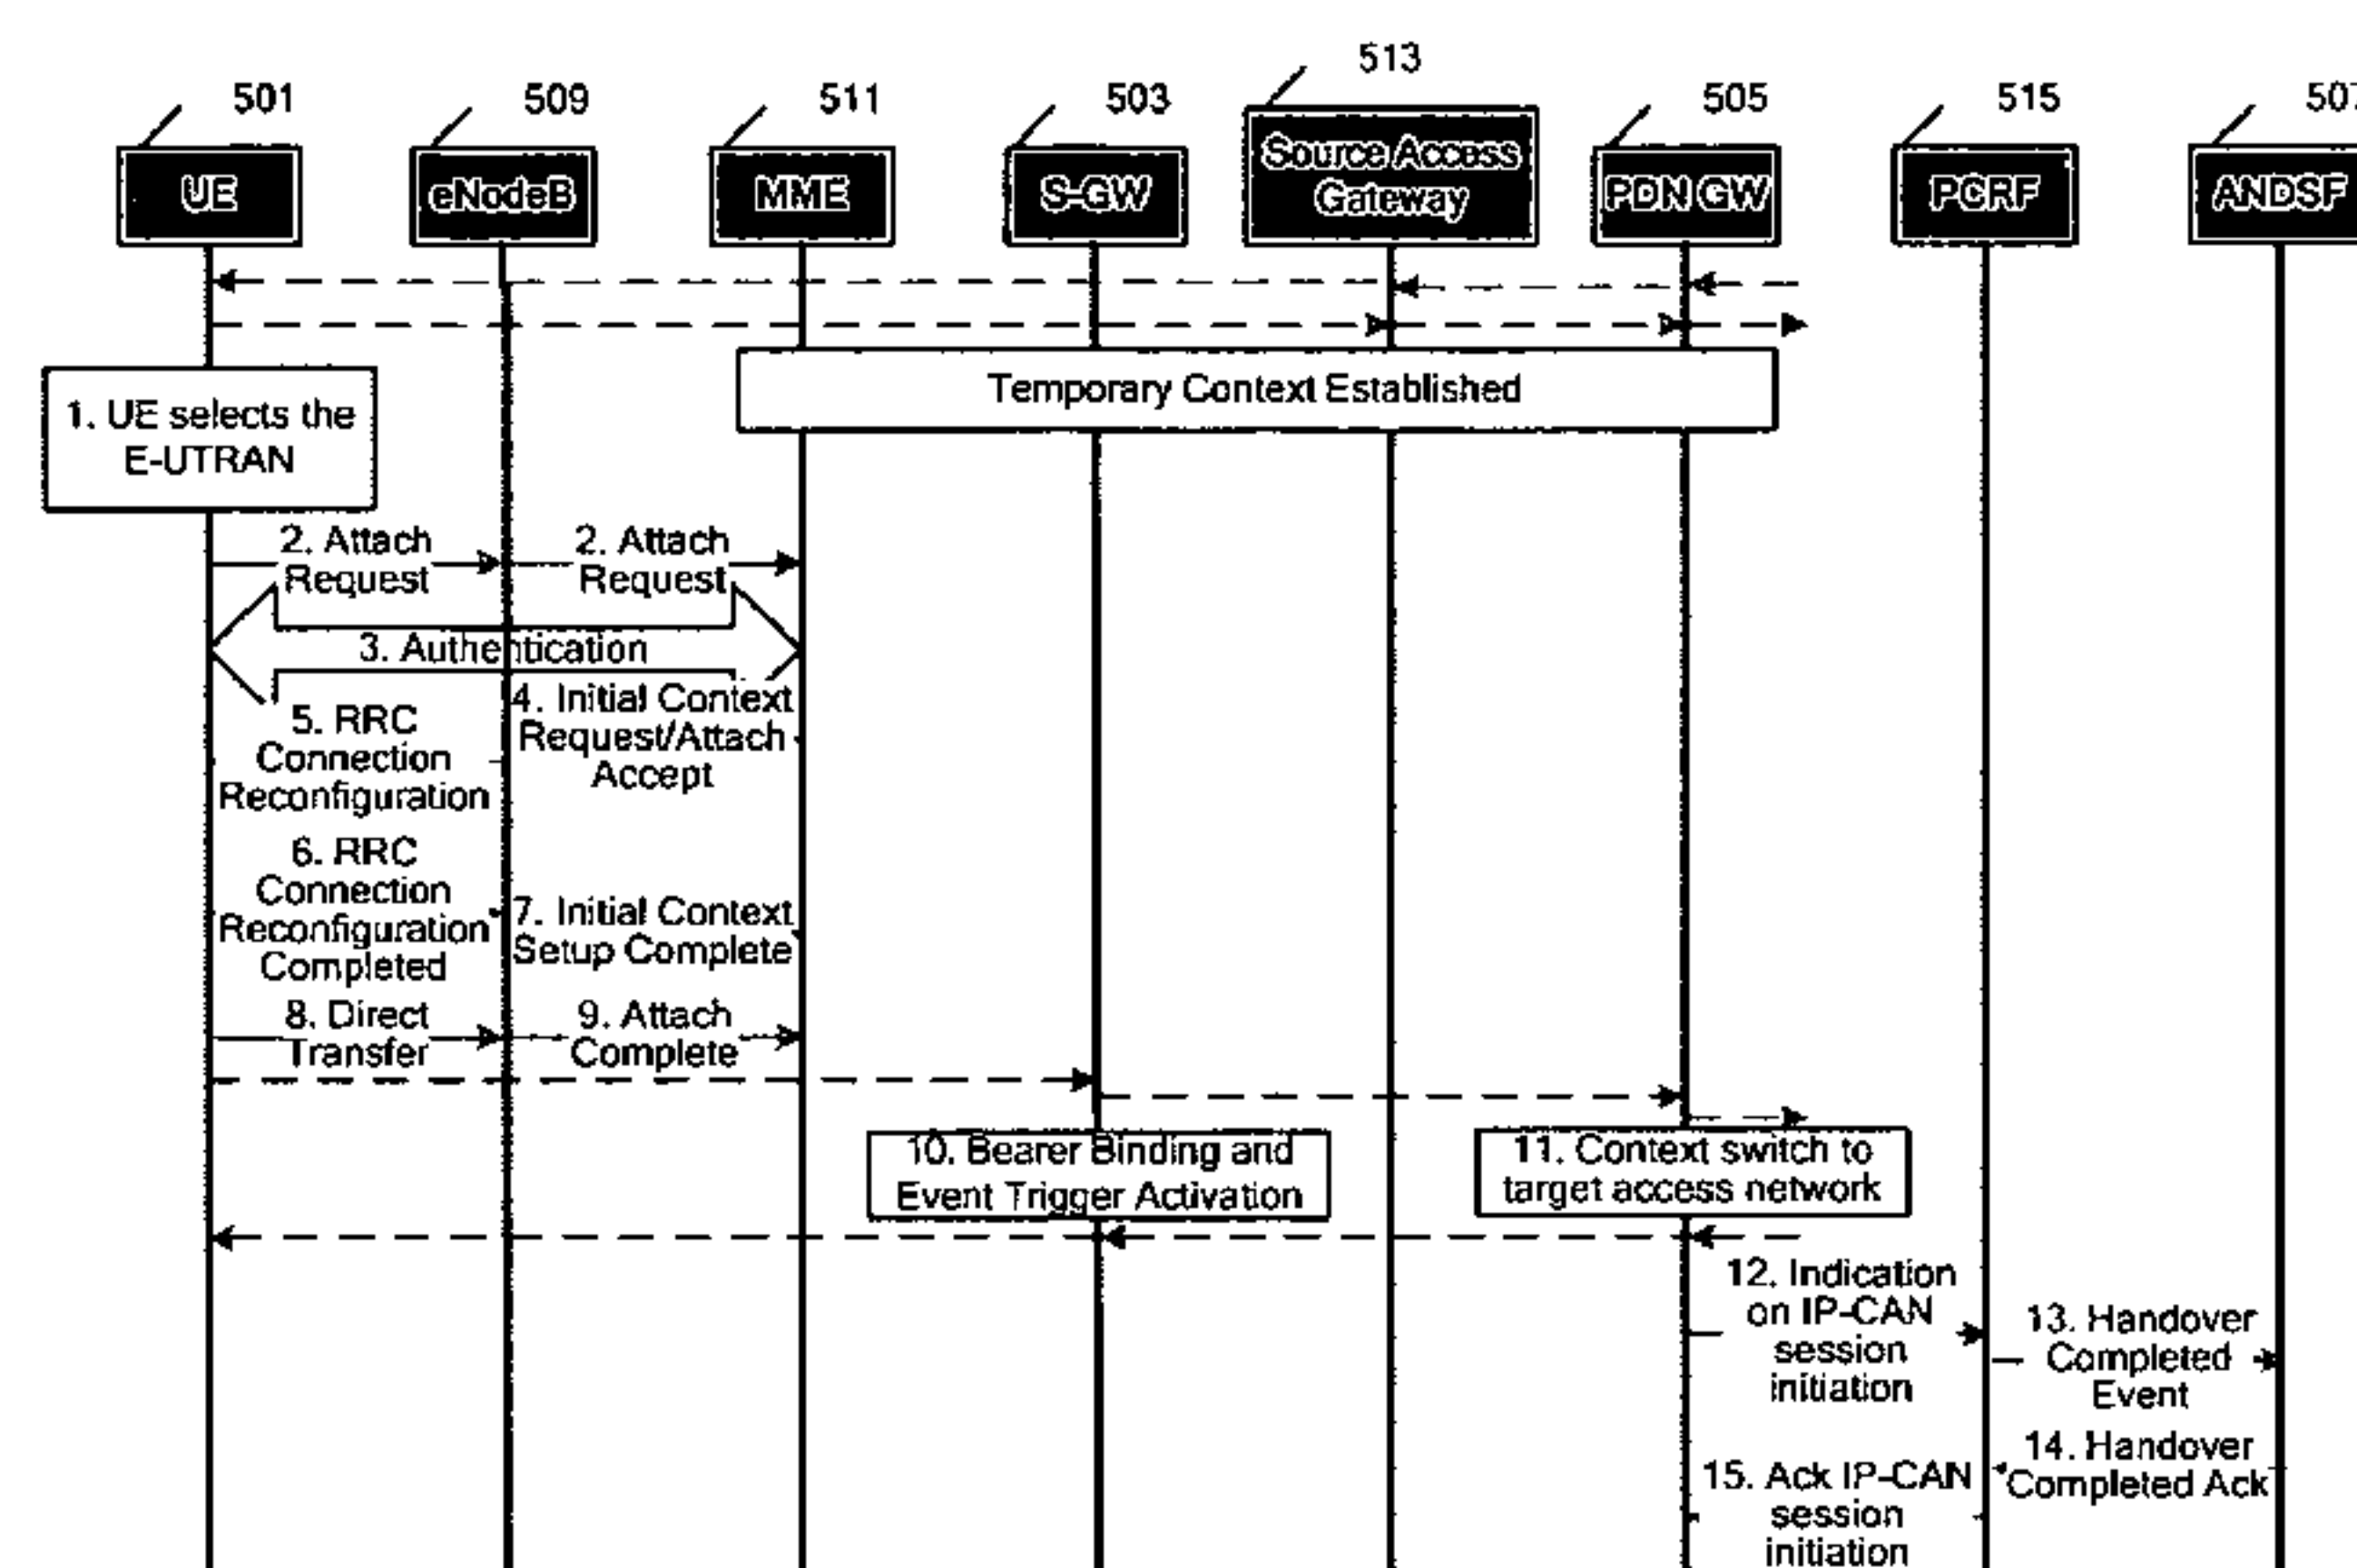 513
501
509
511
503
505
515
507
UE
eNodeB
MME
S-GW
Source Access
Gateway
PDN GW
PCRF
ANDSF
Temporary Context Established
1. UE selects the
E-UTRAN
2. Attach
Request
2. Attach
Request
3. Authentication
4. Initial Context
Request/Attach
Accept
5. RRC
Connection
Reconfiguration
6. RRC
Connection
Reconfiguration
Completed
7. Initial Context
Setup Complete
8. Direct
Transfer
9. Attach
Complete
10. Bearer Binding and
Event Trigger Activation
11. Context switch to
target access network
12. Indication
on IP-CAN
session
initiation
13. Handover
Completed
Event
14. Handover
Completed Ack
15. Ack IP-CAN
session
initiation